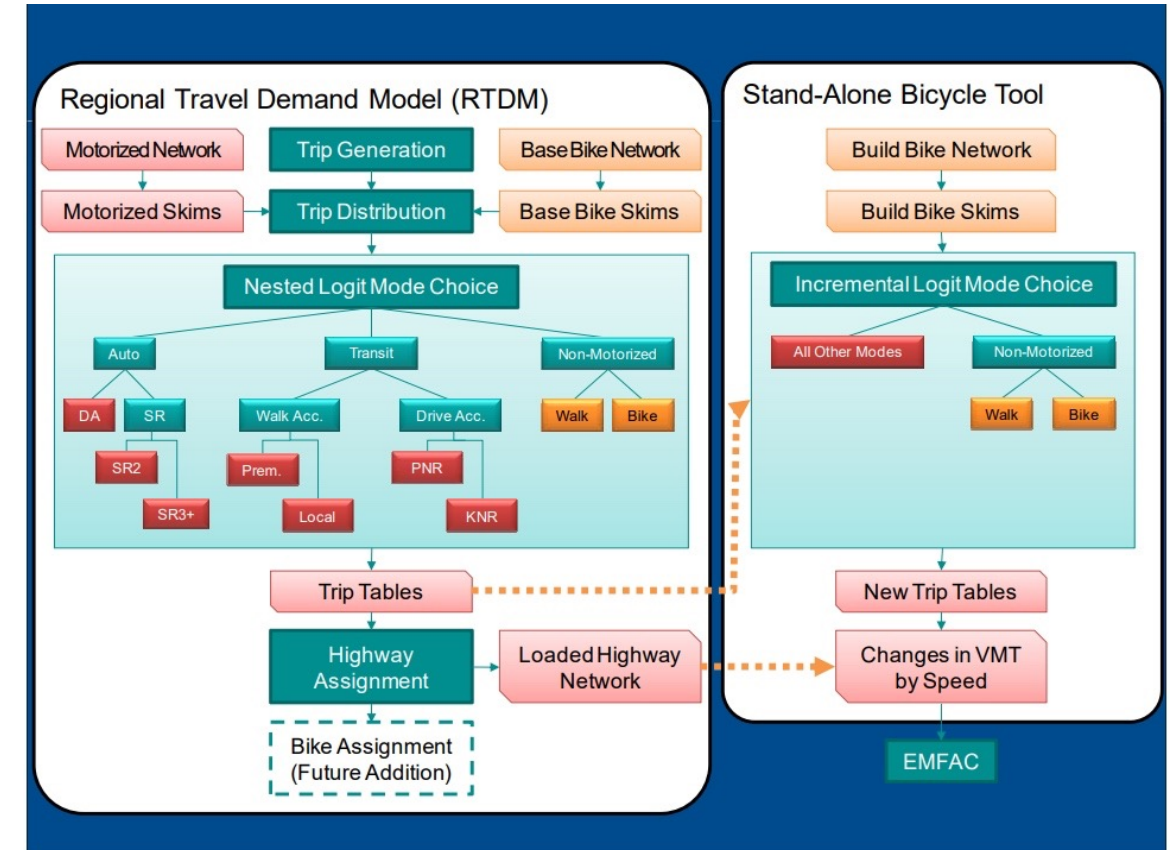 Regional Travel Demand Model (RTDM)
Motorized Network
Trip Generation
Base Bike Network
Motorized Skims
Trip Distribution
Base Bike Skims
Nested Logit Mode Choice
Auto
Transit
Non-Motorized
DA
SR
Walk Acc.
Drive Acc.
Walk
Bike
SR2
Prem.
PNR
SR3+
Local
KNR
Trip Tables
Highway
Assignment
Loaded Highway
Network
Bike Assignment
(Future Addition)
Stand-Alone Bicycle Tool
Build Bike Network
Build Bike Skims
Incremental Logit Mode Choice
All Other Modes
Non-Motorized
Walk
Bike
New Trip Tables
Changes in VMT
by Speed
EMFAC